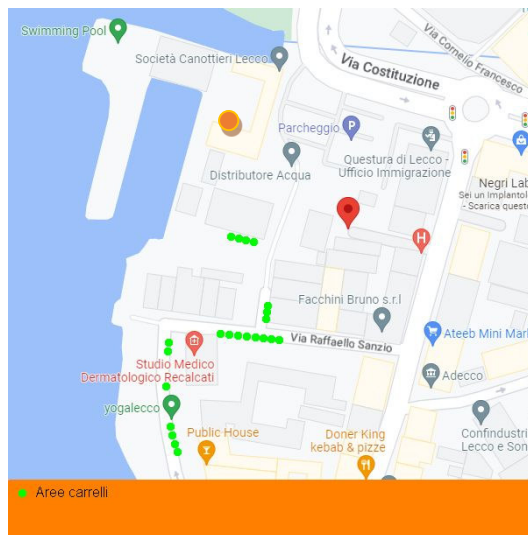 Swimming Pool
Società Canottieri Lecco
Via Costituzione
Via Cornelio Francesco
Parcheggio
P
Questura di Lecco -
Ufficio Immigrazione
Distributore Acqua
Negri Lab
Sei un Implantol
- Scarica questo
H
Facchini Bruno s.r.l
Via Raffaello Sanzio
Ateeb Mini Mark
Studio Medico
Dermatologico Recalcati
Adecco
yogalecco
Public House
Doner King
kebab & pizze
Confindustri
Lecco e Son
Aree carrelli